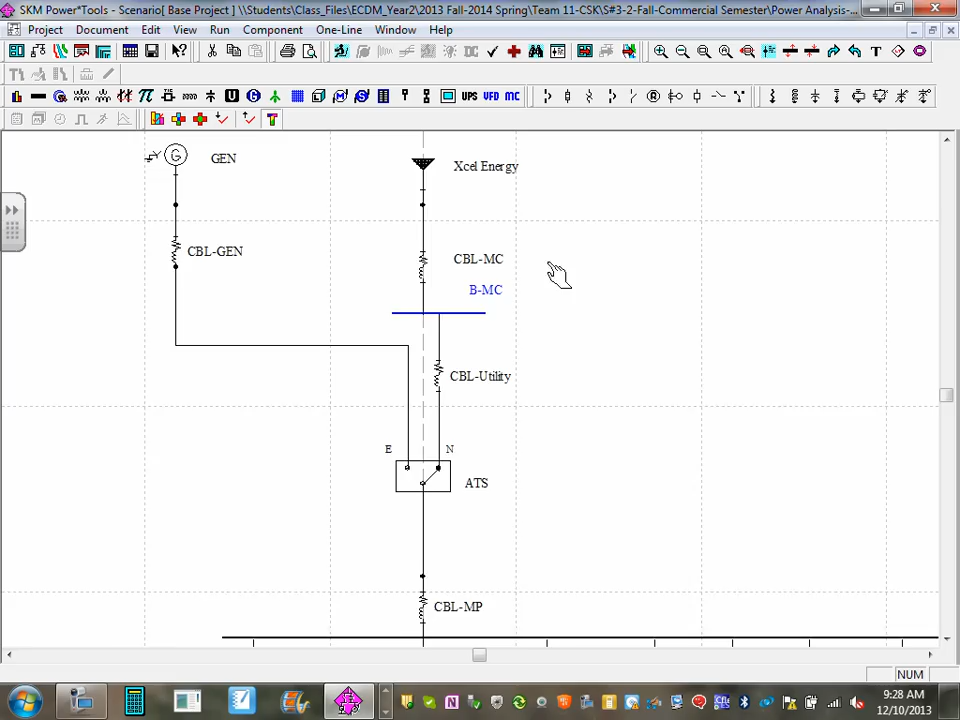 SKM Power*Tools - Scenario[ Base Project ] \\Students\Class_Files\ECDM_Year2\2013 Fall-2014 Spring\Team 11-CSK\S#3-2-Fall-Commercial Semester\Power Analysis-...
Project Document Edit View Run Component One-Line Window Help
DC T
UPS VFD MC
G GEN
Xcel Energy
CBL-GEN
CBL-MC
B-MC
CBL-Utility
E N
ATS
CBL-MP
NUM
9:28 AM
12/10/2013